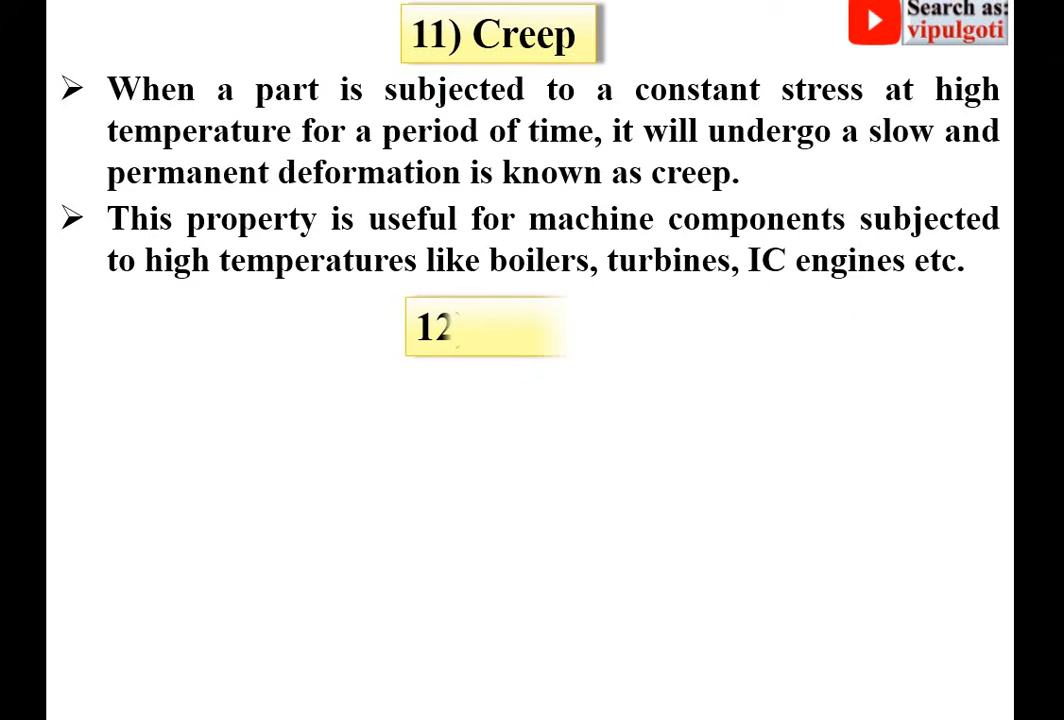 11) Creep
Search as:
vipulgoti
➢ When a part is subjected to a constant stress at high
temperature for a period of time, it will undergo a slow and
permanent deformation is known as creep.
➢ This property is useful for machine components subjected
to high temperatures like boilers, turbines, IC engines etc.
12)